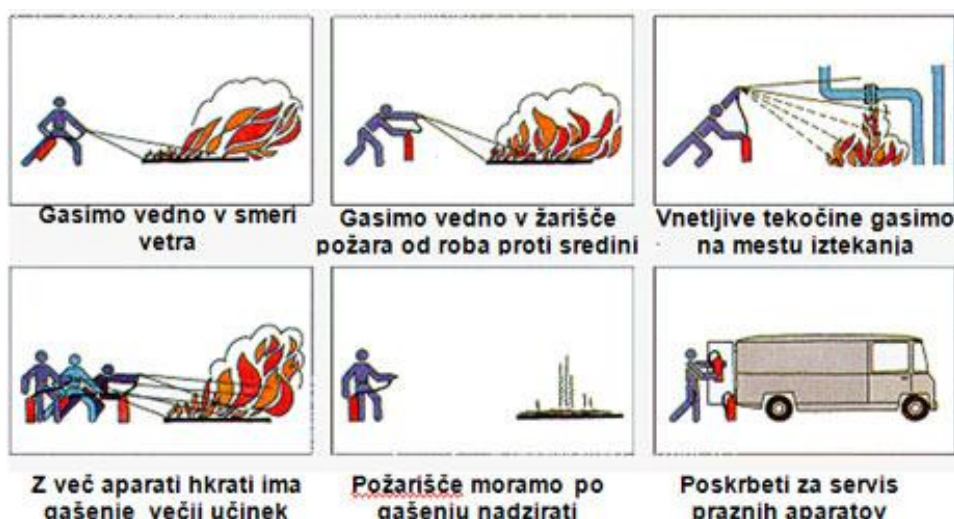 Gasimo vedno v smeri
vetra
Gasimo vedno v žarišče
požara od roba proti sredini
Vnetljive tekočine gasimo
na mestu iztekanja
Z več aparati hkrati ima
gašenje večji učinek
Požarišče moramo po
gašenju nadzirati
Poskrbeti za servis
praznih aparatov